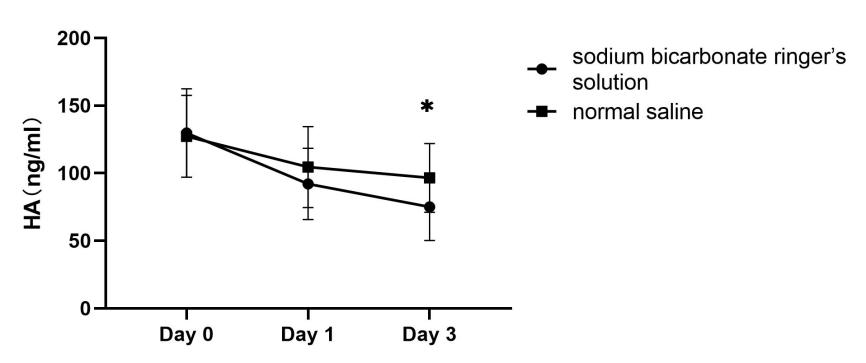 200
150
100
50
0
HA（ng/ml）
Day 0 Day 1 Day 3
*
sodium bicarbonate ringer’s
solution
normal saline